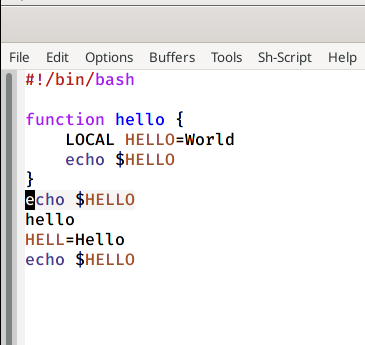 File Edit Options Buffers Tools Sh-Script Help
#!/bin/bash
function hello {
    LOCAL HELLO=World
    echo $HELLO
}
echo $HELLO
hello
HELL=Hello
echo $HELLO